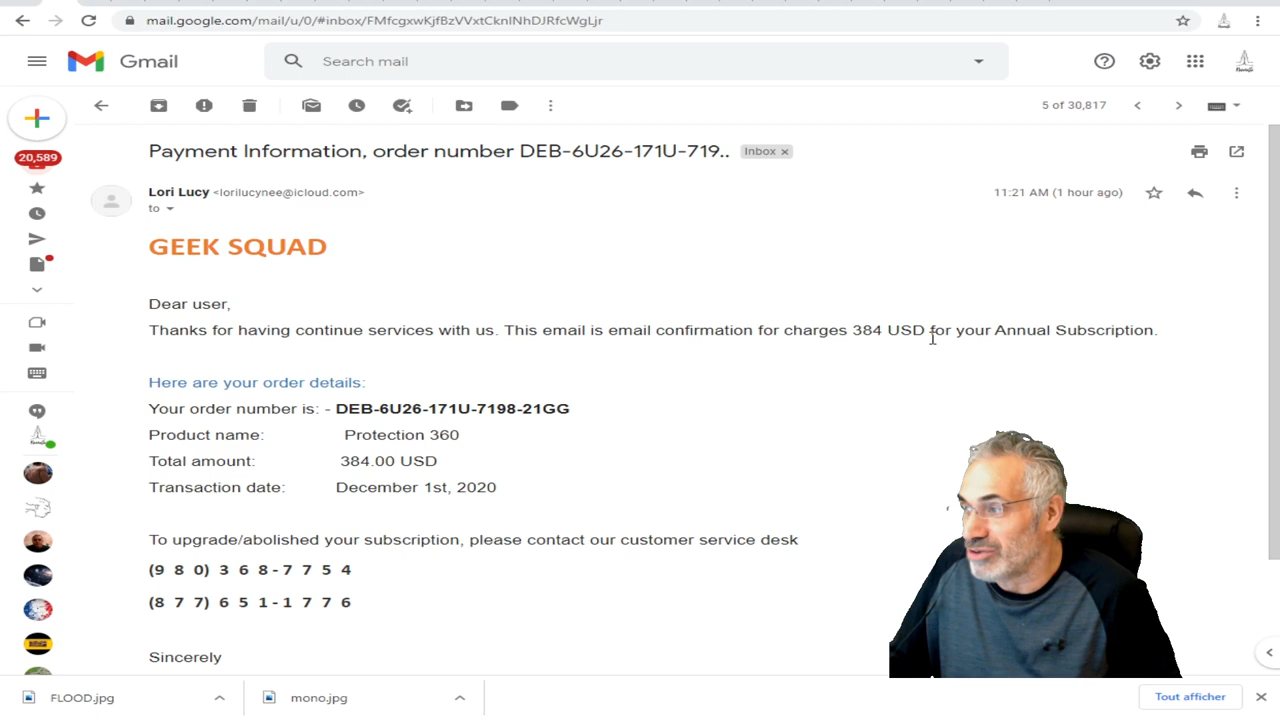 mail.google.com/mail/u/0/#inbox/FMfcgxwKjfBzVVxtCknlNhDJRfcWgLjr
Gmail
Search mail
5 of 30,817
20,589
Payment Information, order number DEB-6U26-171U-719.. Inbox x
Lori Lucy <lorilucynee@icloud.com> 11:21 AM (1 hour ago)
to
GEEK SQUAD
Dear user,
Thanks for having continue services with us. This email is email confirmation for charges 384 USD for your Annual Subscription.
Here are your order details:
Your order number is: - DEB-6U26-171U-7198-21GG
Product name: Protection 360
Total amount: 384.00 USD
Transaction date: December 1st, 2020
To upgrade/abolished your subscription, please contact our customer service desk
(9 8 0) 3 6 8 - 7 7 5 4
(8 7 7) 6 5 1 - 1 7 7 6
Sincerely
FLOOD.jpg mono.jpg Tout afficher